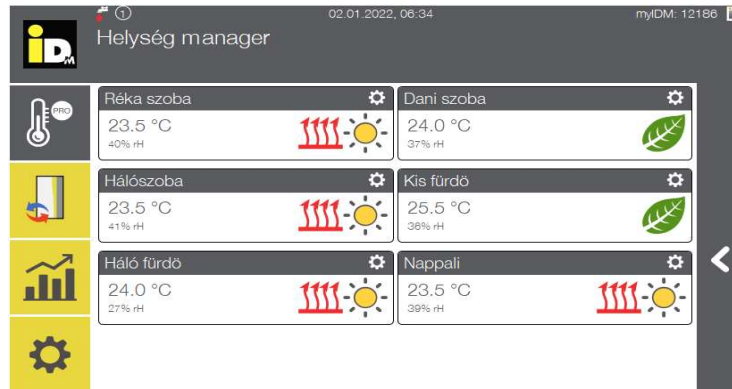 1 02.01.2022, 06:34 myIDM: 12186
iDM
Helység manager
PRO
Réka szoba
23.5 °C
40% rH
Dani szoba
24.0 °C
37% rH
Hálószoba
23.5 °C
41% rH
Kis fürdö
25.5 °C
36% rH
Háló fürdö
24.0 °C
27% rH
Nappali
23.5 °C
39% rH